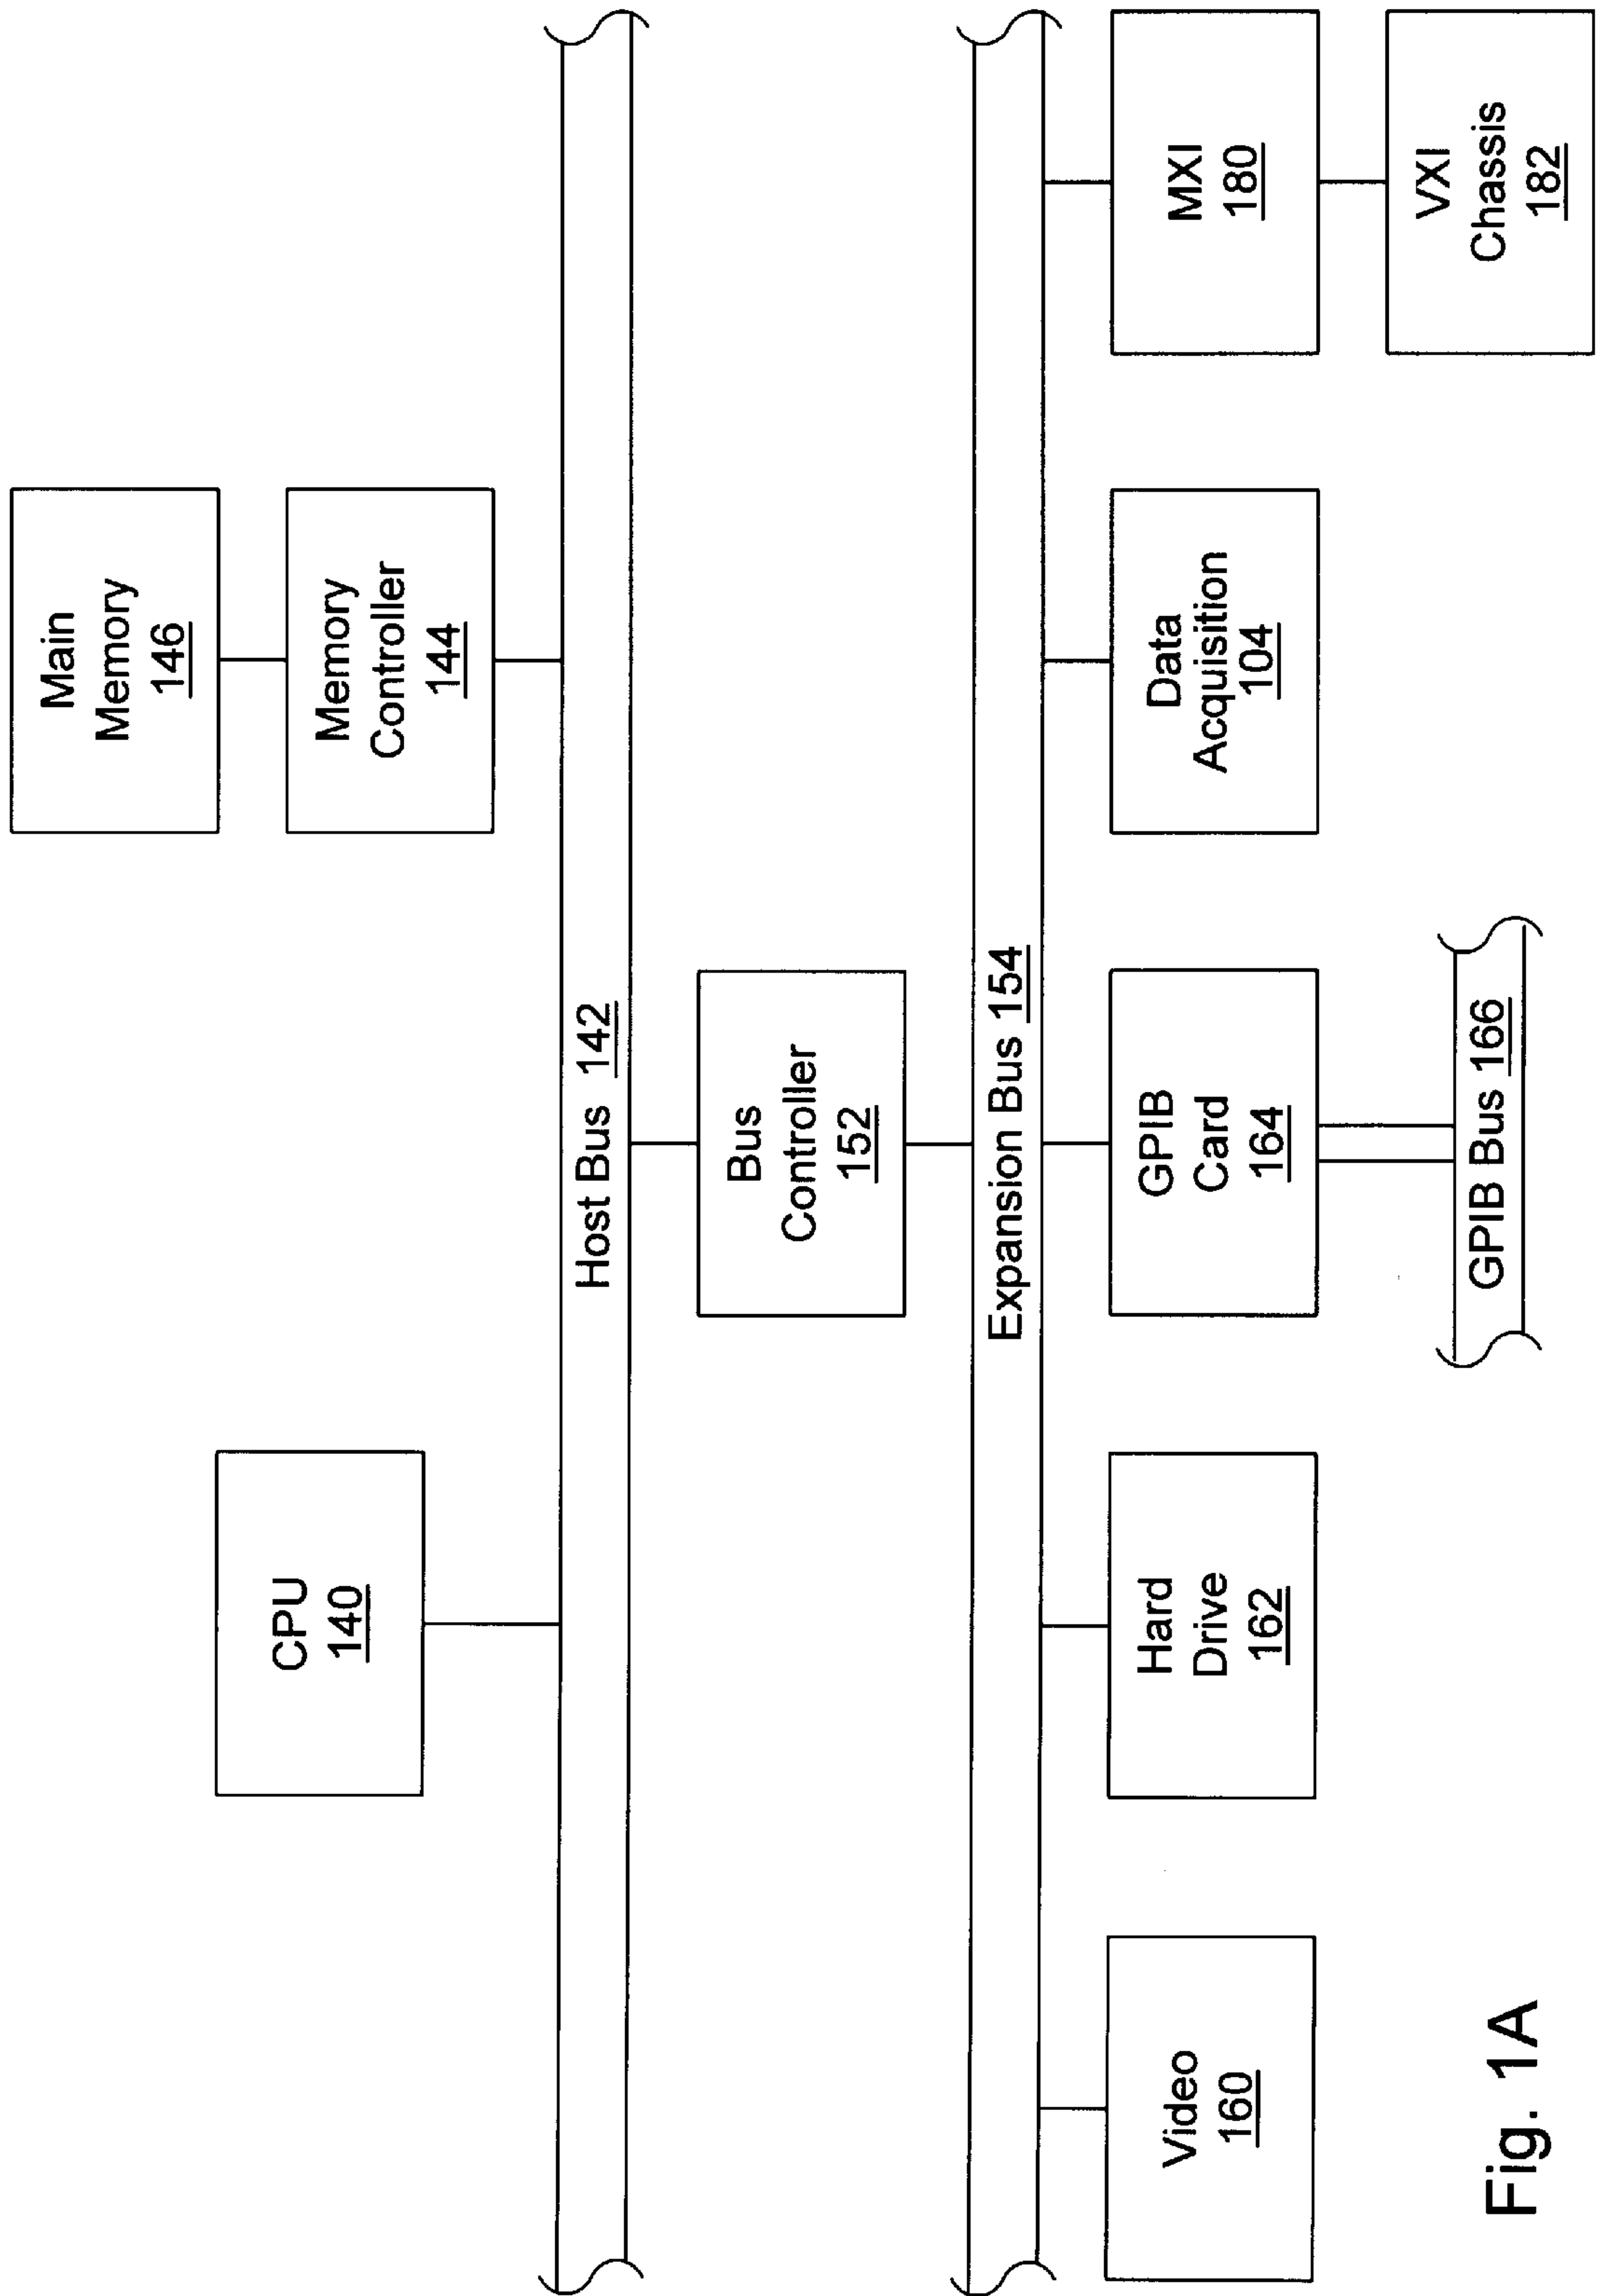 Main
Memory
146
Memory
Controller
144
CPU
140
Host Bus 142
Bus
Controller
152
Expansion Bus 154
Video
160
Hard
Drive
162
GPIB
Card
164
Data
Acquisition
104
MXI
180
VXI
Chassis
182
GPIB Bus 166
Fig. 1A